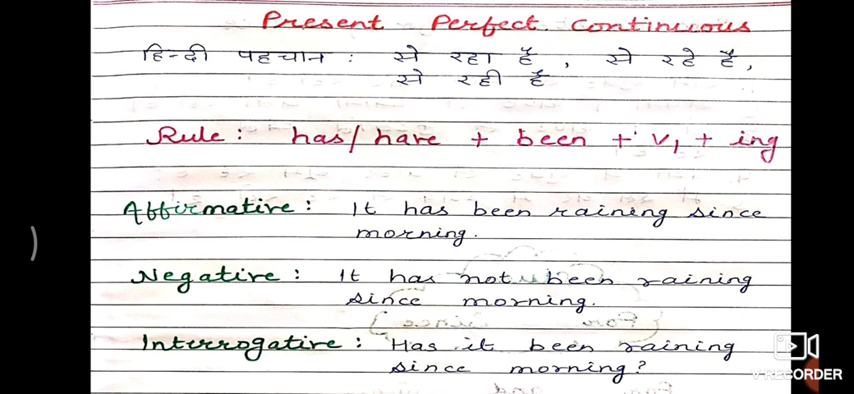 Present Perfect Continuous
हिन्दी पहचान : से रहा है, से रहे हैं,
से रही है
Rule : has/have + been + v1 + ing
Affirmative : It has been raining since
morning.
Negative : It has not been raining
since morning.
Interrogative : Has it been raining
since morning?
V RECORDER